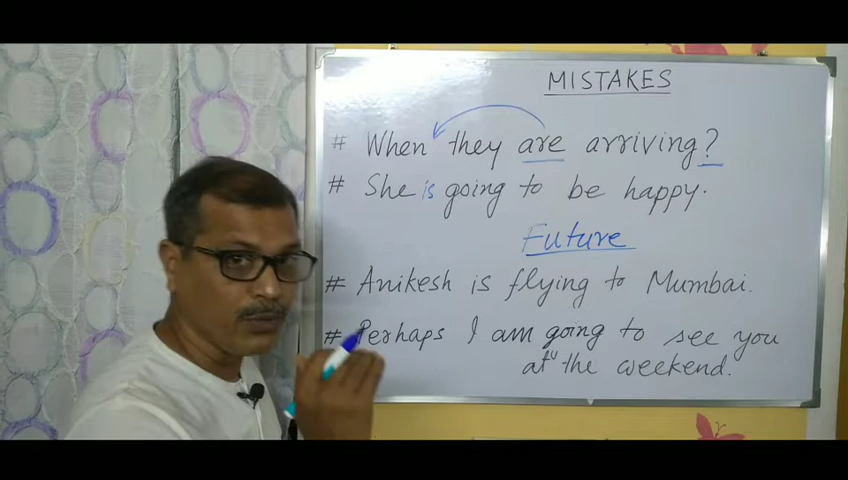 MISTAKES
# When they are arriving?
# She is going to be happy.
Future
# Anikesh is flying to Mumbai.
# Perhaps I am going to see you
at the weekend.